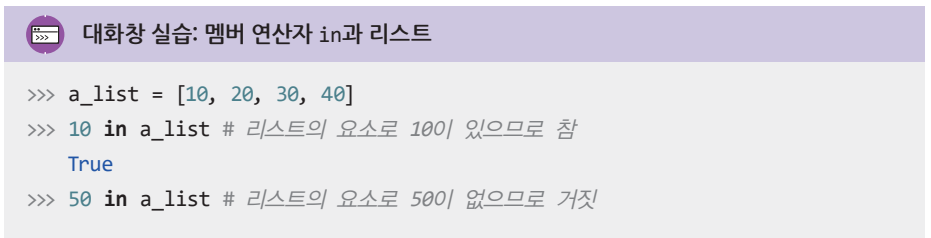 대화창 실습: 멤버 연산자 in과 리스트
>>> a_list = [10, 20, 30, 40]
>>> 10 in a_list # 리스트의 요소로 10이 있으므로 참
True
>>> 50 in a_list # 리스트의 요소로 50이 없으므로 거짓